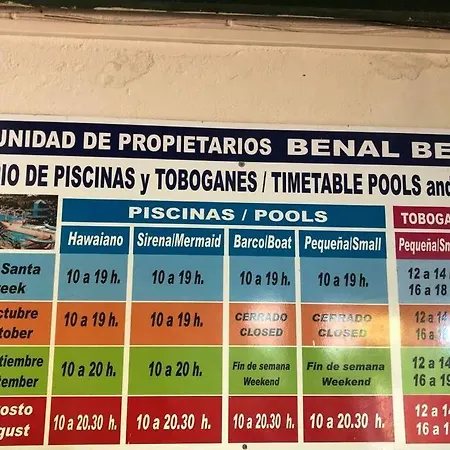 UNIDAD DE PROPIETARIOS BENAL BE
IO DE PISCINAS y TOBOGANES / TIMETABLE POOLS and
PISCINAS / POOLS TOBOGA
Hawaiano Sirena/Mermaid Barco/Boat Pequeña/Small Pequeña/Sm
Santa
eek
10 a 19 h. 10 a 19 h. 10 a 19 h. 10 a 19 h. 12 a 14
16 a 18
ctubre
tober
10 a 19 h. 10 a 19 h. CERRADO CERRADO 12 a 14
CLOSED CLOSED 16 a 18
tiembre
tember
10 a 20 h. 10 a 20 h. Fin de semana Fin de semana 12 a 14
Weekend Weekend 16 a 19
osto
gust
10 a 20.30 h. 10 a 20.30 h. 10 a 20,30 h. 10 a 20.30 h. 12 a 14
16 a 1